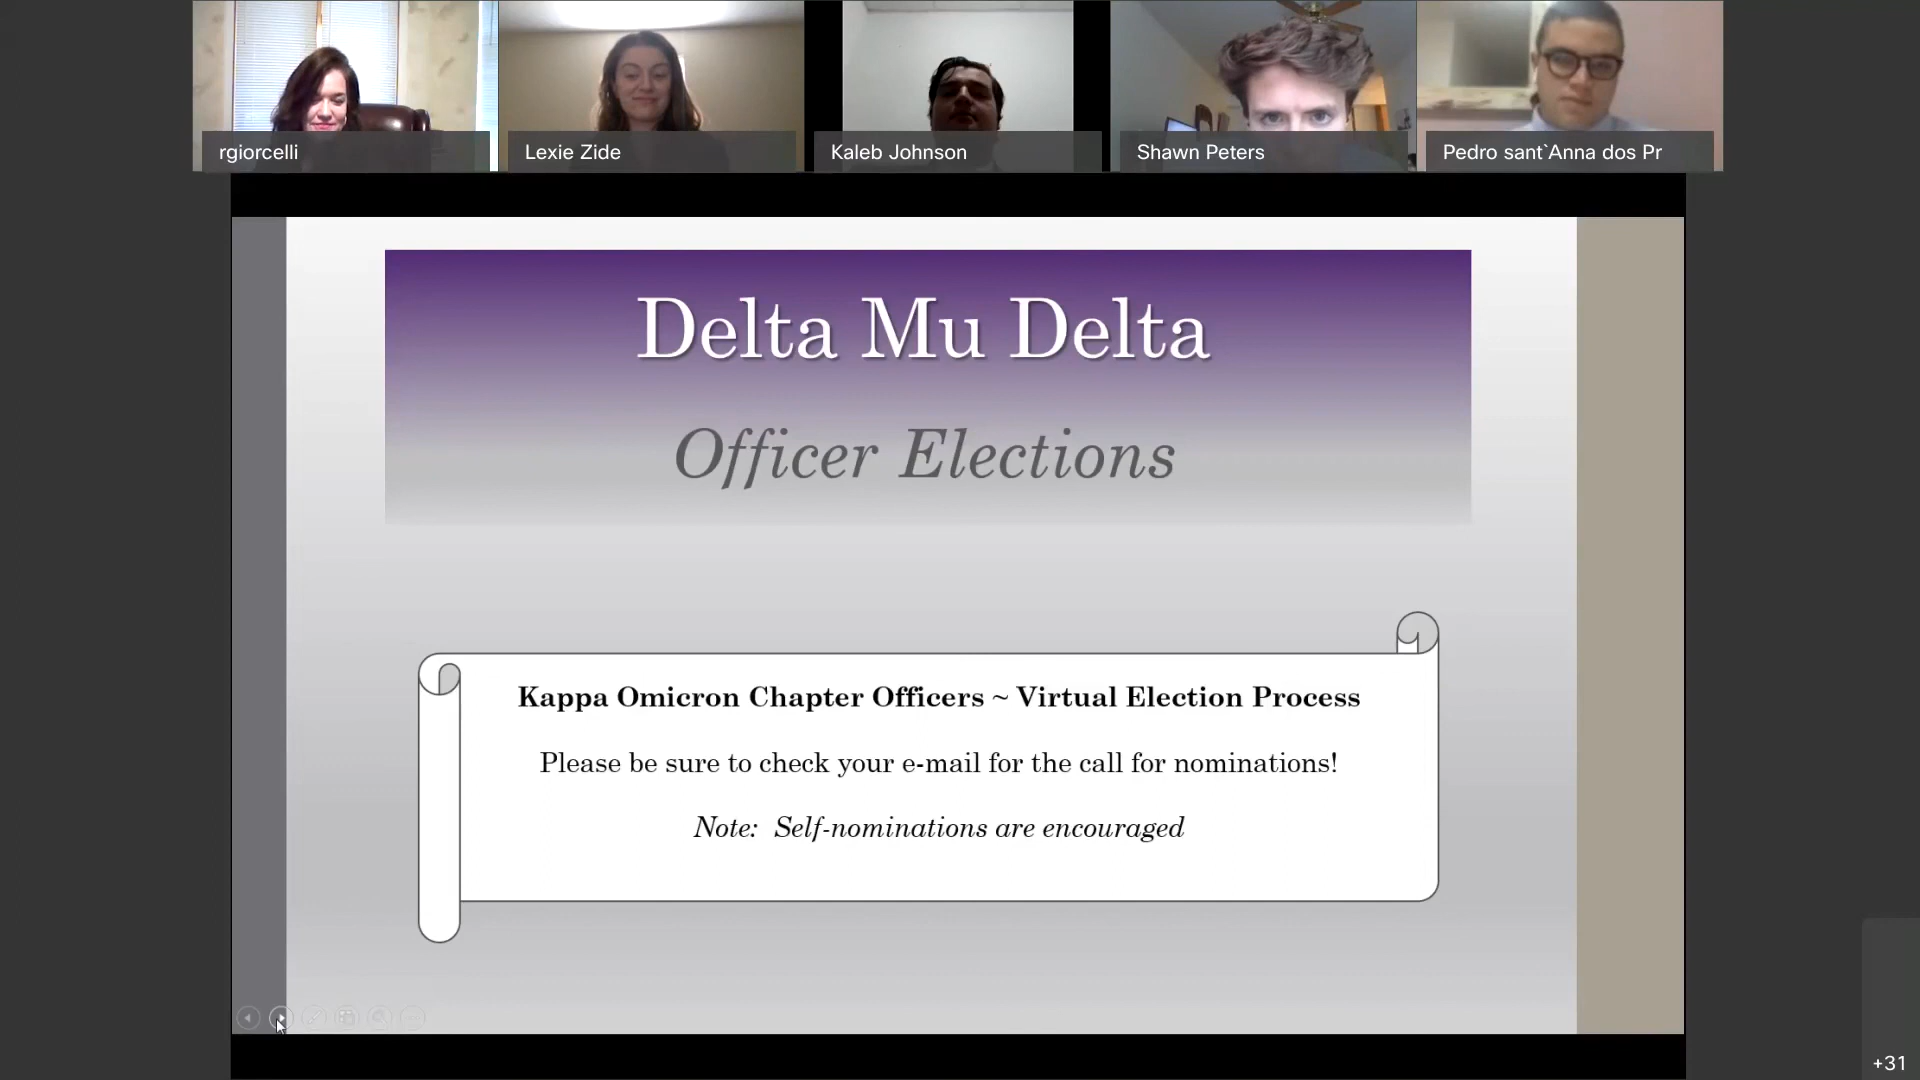 rgiorcelli
Lexie Zide
Kaleb Johnson
Shawn Peters
Pedro sant`Anna dos Pr
Delta Mu Delta
Officer Elections
Kappa Omicron Chapter Officers ~ Virtual Election Process
Please be sure to check your e-mail for the call for nominations!
Note: Self-nominations are encouraged
+31